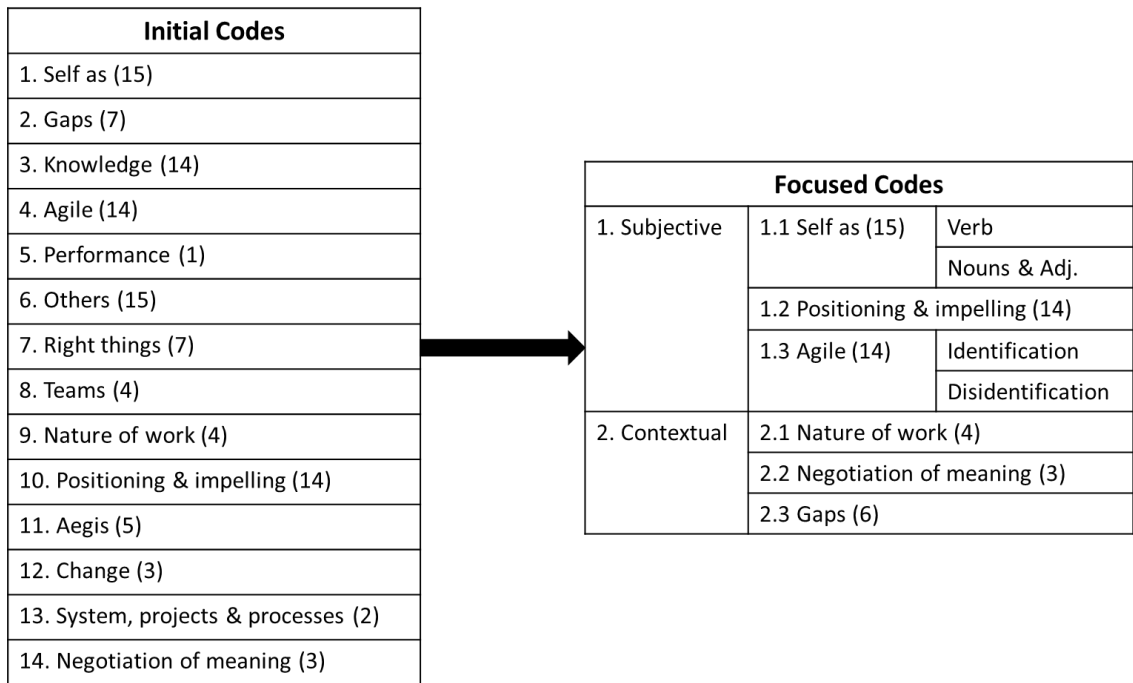 Initial Codes
1. Self as (15)
2. Gaps (7)
3. Knowledge (14)
4. Agile (14)
5. Performance (1)
6. Others (15)
7. Right things (7)
8. Teams (4)
9. Nature of work (4)
10. Positioning & impelling (14)
11. Aegis (5)
12. Change (3)
13. System, projects & processes (2)
14. Negotiation of meaning (3)
Focused Codes
1. Subjective
1.1 Self as (15)
Verb
Nouns & Adj.
1.2 Positioning & impelling (14)
1.3 Agile (14)
Identification
Disidentification
2. Contextual
2.1 Nature of work (4)
2.2 Negotiation of meaning (3)
2.3 Gaps (6)